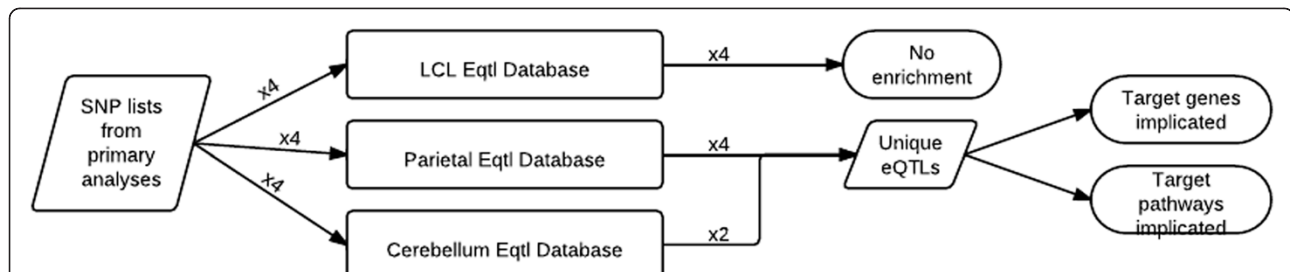 SNP lists
from
primary
analyses
x4
x4
x4
LCL Eqtl Database
Parietal Eqtl Database
Cerebellum Eqtl Database
x4
x4
x2
No
enrichment
Unique
eQTLs
Target genes
implicated
Target
pathways
implicated